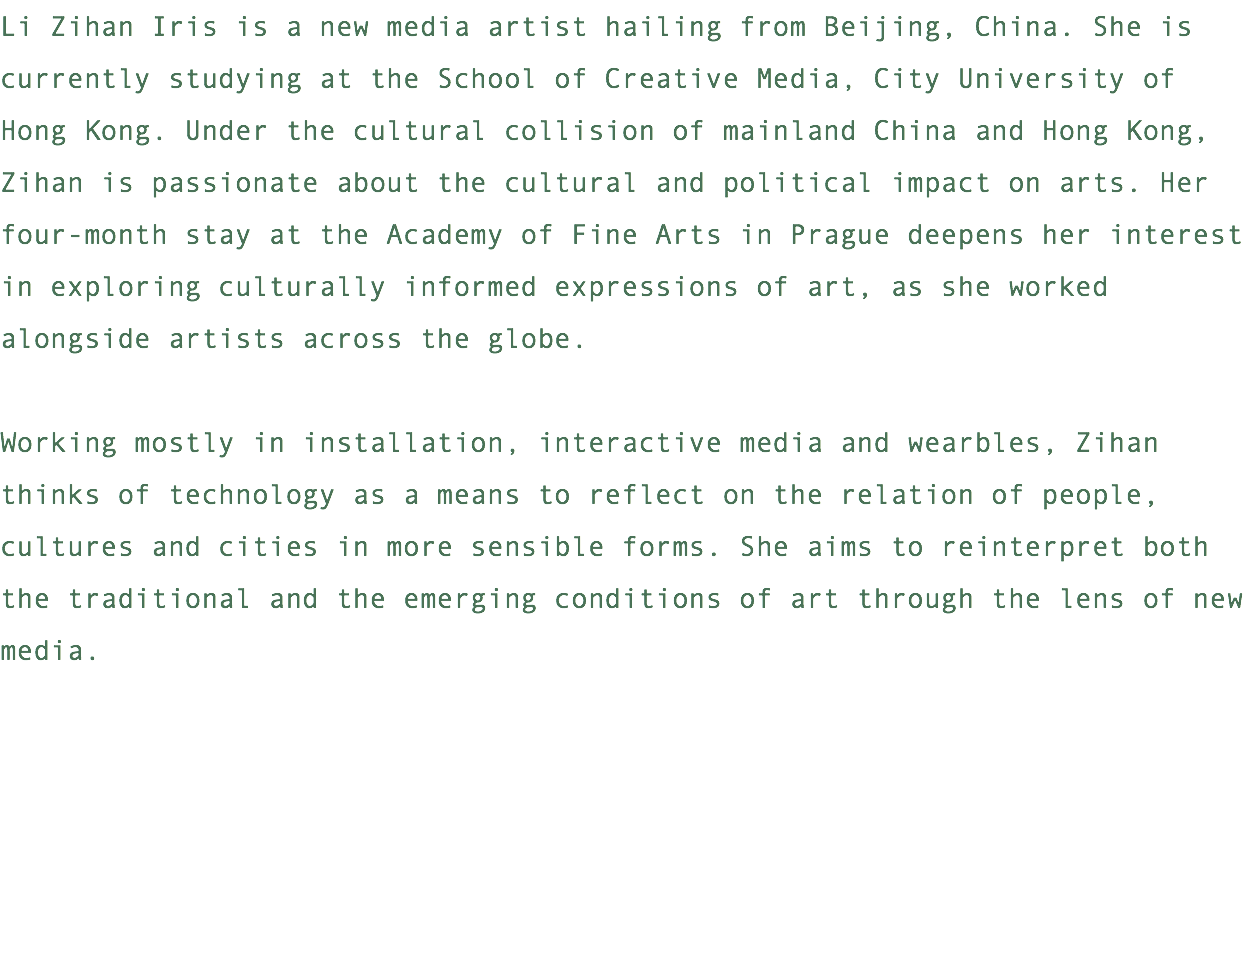 Li Zihan Iris is a new media artist hailing from Beijing, China. She is
currently studying at the School of Creative Media, City University of
Hong Kong. Under the cultural collision of mainland China and Hong Kong,
Zihan is passionate about the cultural and political impact on arts. Her
four-month stay at the Academy of Fine Arts in Prague deepens her interest
in exploring culturally informed expressions of art, as she worked
alongside artists across the globe.
Working mostly in installation, interactive media and wearbles, Zihan
thinks of technology as a means to reflect on the relation of people,
cultures and cities in more sensible forms. She aims to reinterpret both
the traditional and the emerging conditions of art through the lens of new
media.